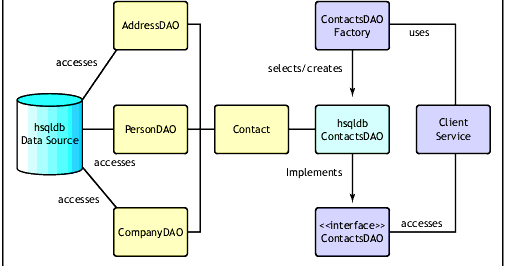 AddressDAO
ContactsDAO
Factory
uses
accesses
selects/creates
hsqldb
Data Source
PersonDAO
Contact
hsqldb
ContactsDAO
Client
Service
accesses
Implements
accesses
CompanyDAO
<<interface>>
ContactsDAO
accesses